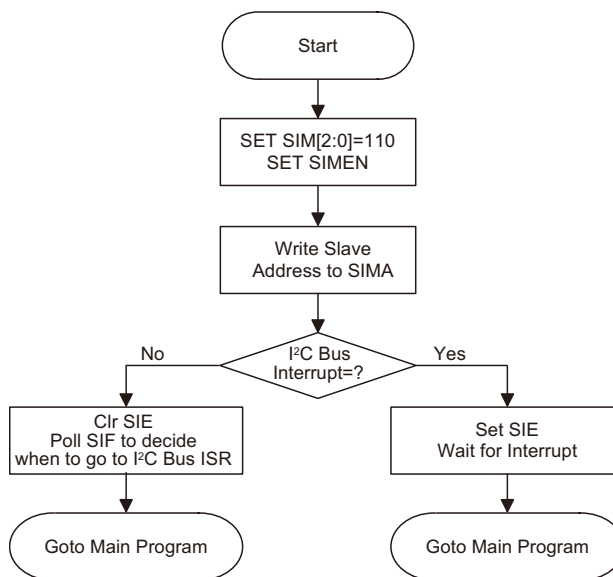 Start
SET SIM[2:0]=110
SET SIMEN
Write Slave
Address to SIMA
I²C Bus
Interrupt=?
No
Yes
Clr SIE
Poll SIF to decide
when to go to I²C Bus ISR
Set SIE
Wait for Interrupt
Goto Main Program
Goto Main Program